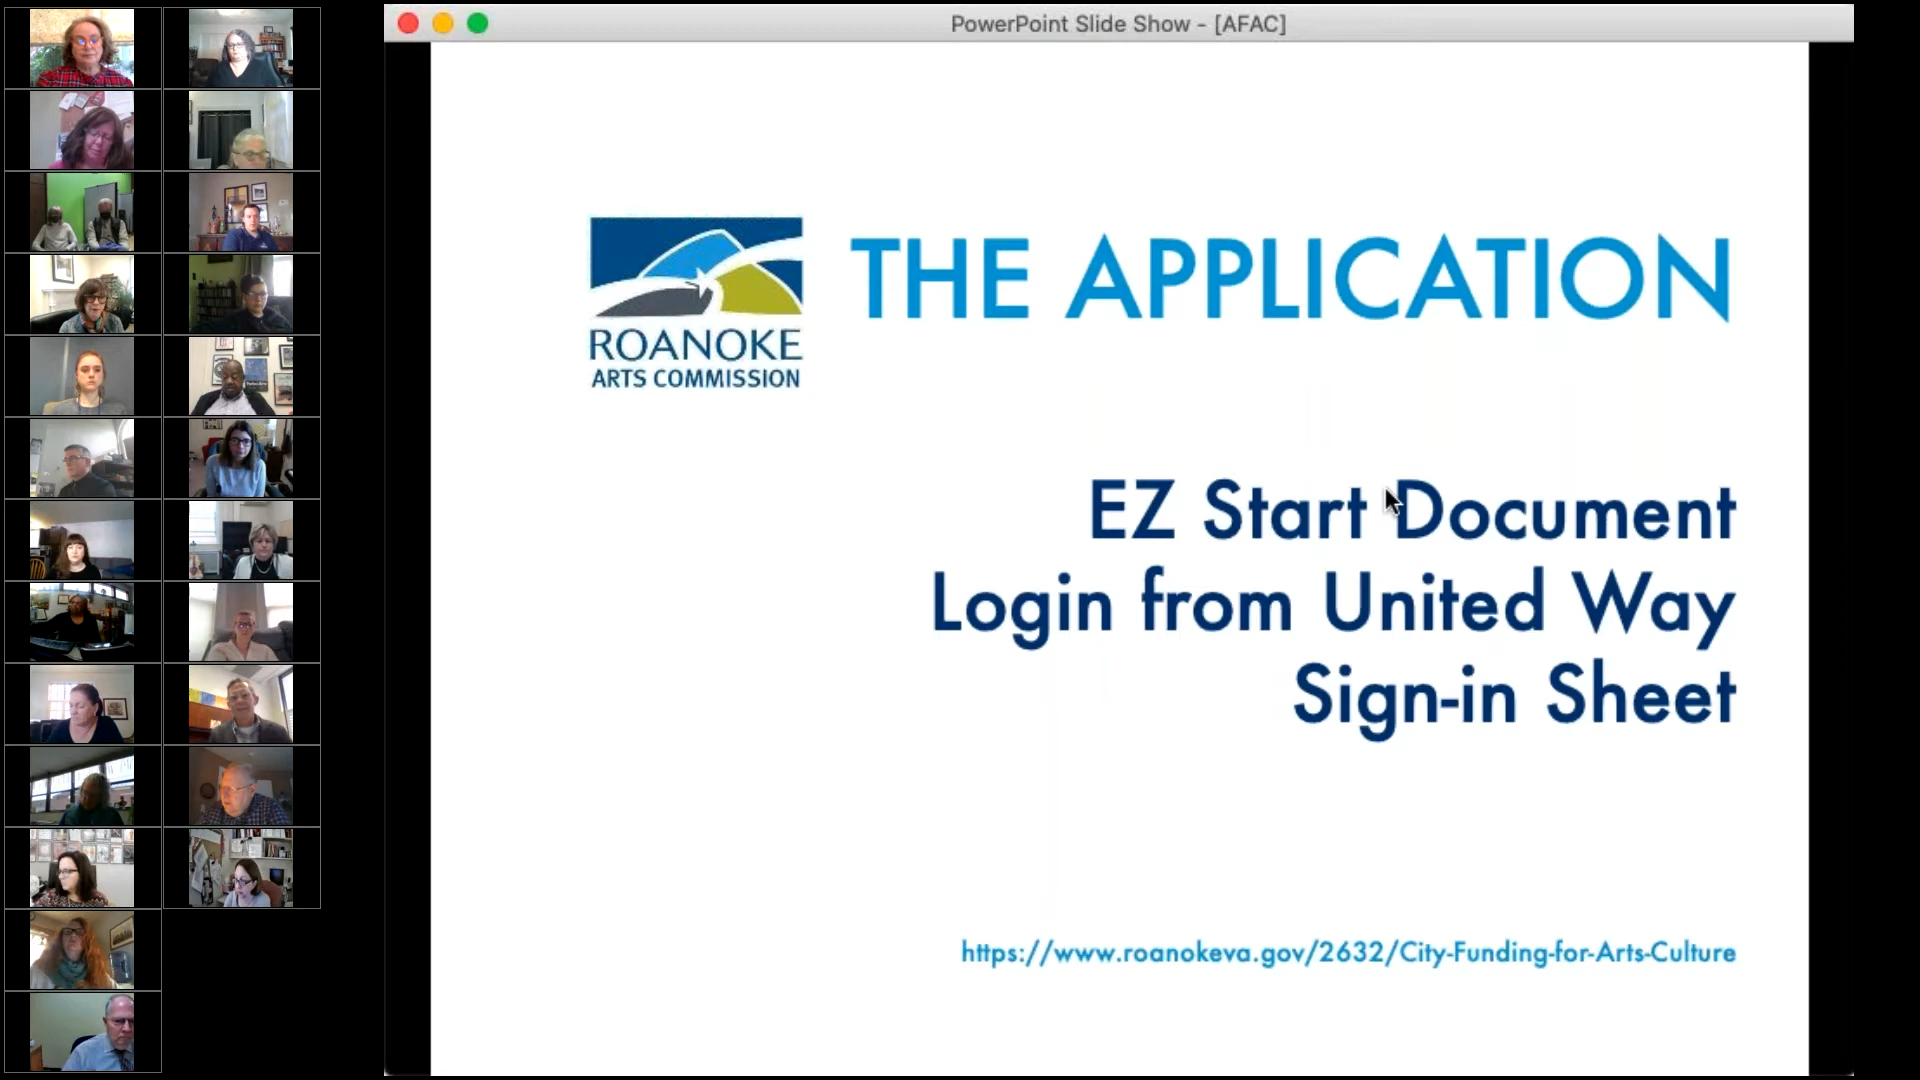 PowerPoint Slide Show - [AFAC]
THE APPLICATION
ROANOKE
ARTS COMMISSION
EZ Start Document
Login from United Way
Sign-in Sheet
https://www.roanokeva.gov/2632/City-Funding-for-Arts-Culture